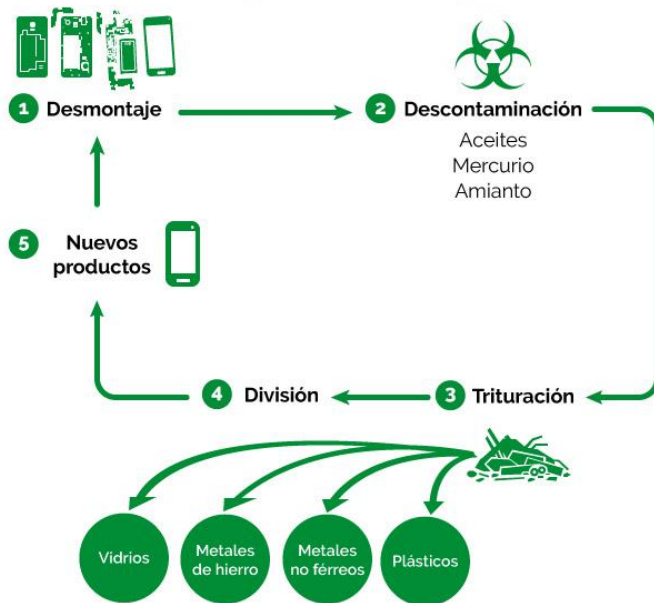 1 Desmontaje
2 Descontaminación
Aceites
Mercurio
Amianto
5 Nuevos
productos
4 División
3 Trituración
Vidrios
Metales
de hierro
Metales
no férreos
Plásticos